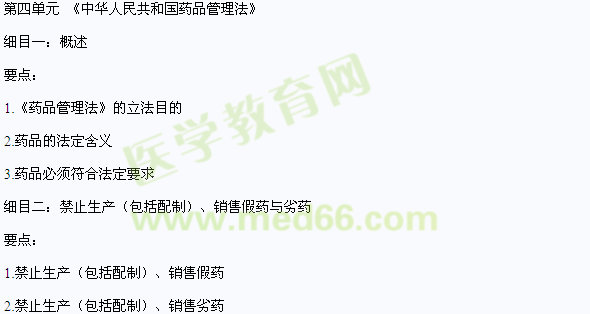 第四单元 《中华人民共和国药品管理法》
细目一：概述
要点：
1.《药品管理法》的立法目的
2.药品的法定含义
3.药品必须符合法定要求
细目二：禁止生产（包括配制）、销售假药与劣药
要点：
1.禁止生产（包括配制）、销售假药
2.禁止生产（包括配制）、销售劣药
医学教育网
www.med66.com